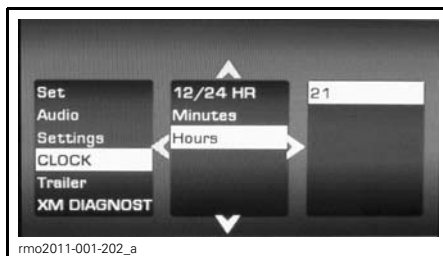 Set
Audio
Settings
CLOCK
Trailer
XM DIAGNOST
12/24 HR
Minutes
Hours
21
rmo2011-001-202_a